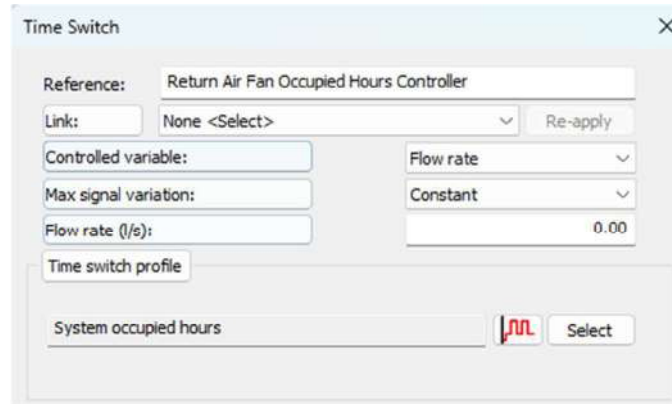 Time Switch
Reference: Return Air Fan Occupied Hours Controller
Link: None <Select> Re-apply
Controlled variable: Flow rate
Max signal variation: Constant
Flow rate (l/s): 0.00
Time switch profile
System occupied hours Select